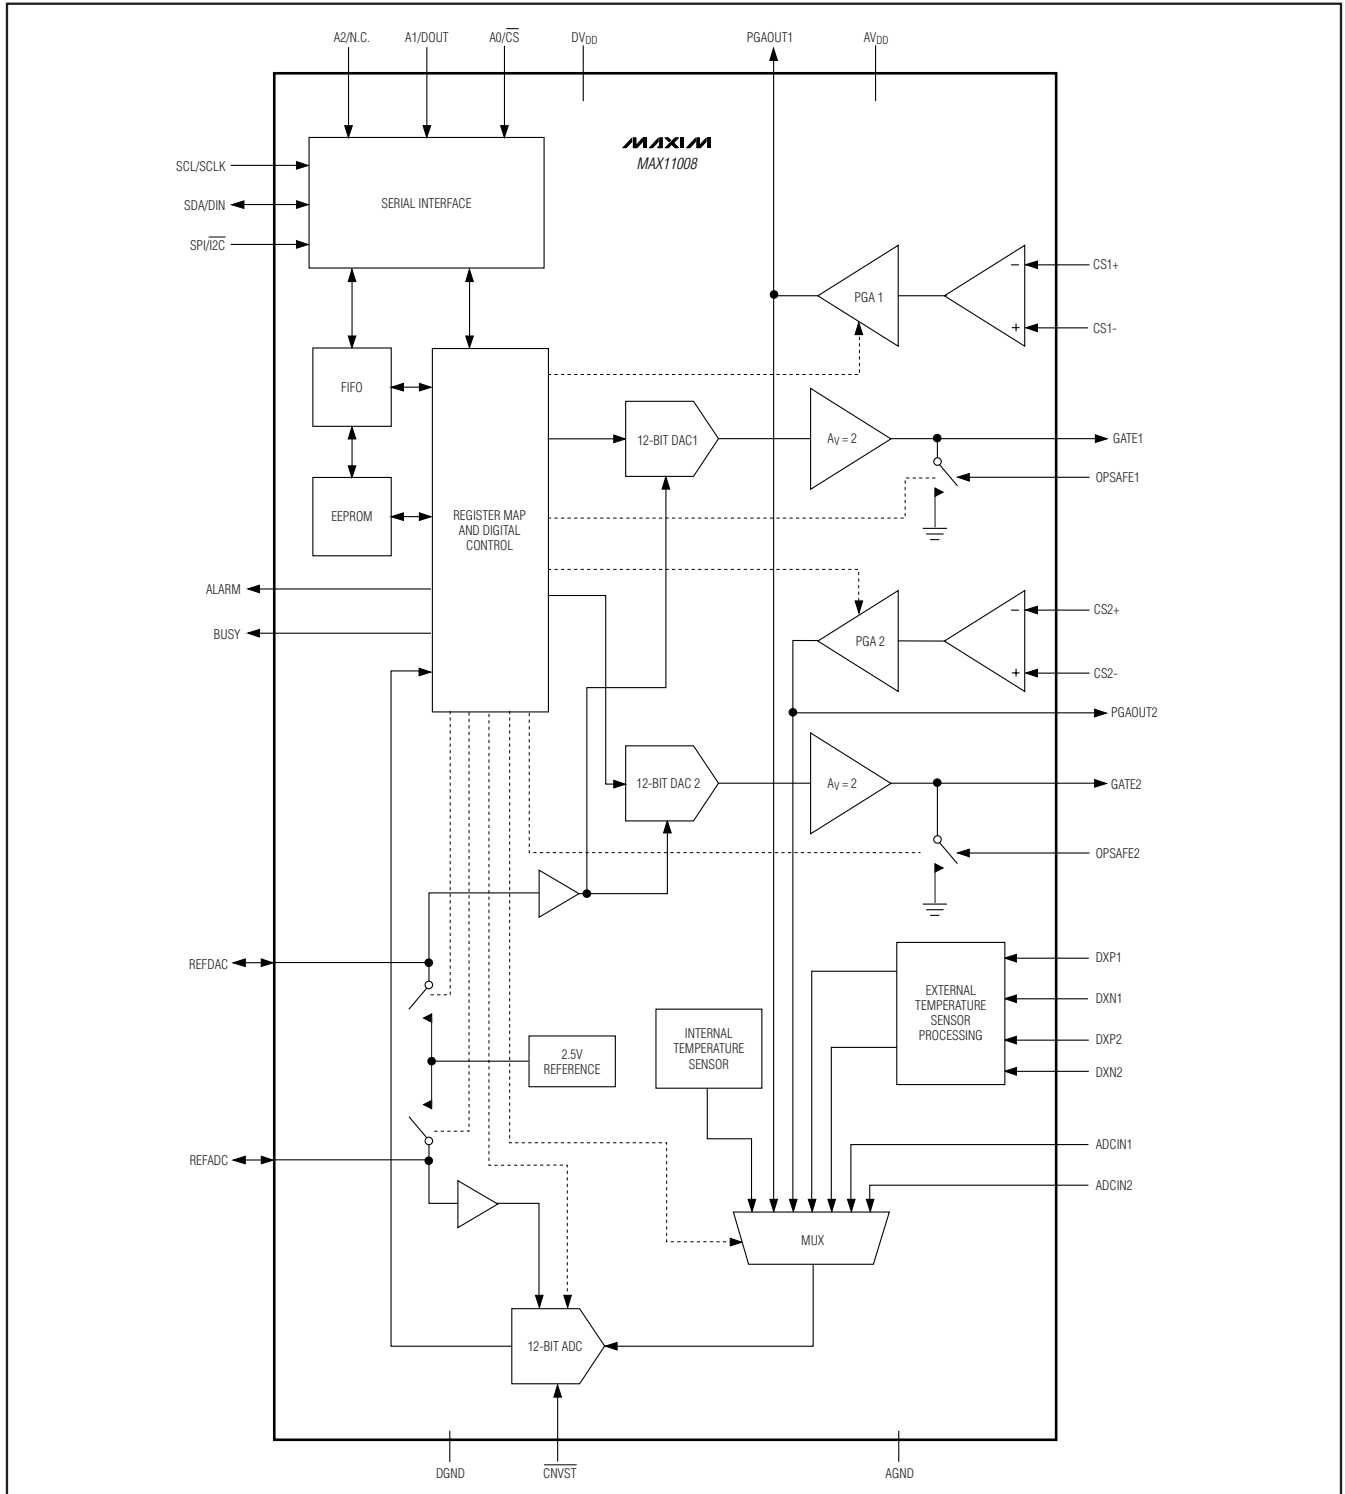 A2/N.C. A1/DOUT A0/CS DVDD PGAOUT1 AVDD
MAXIM
MAX11008
SCL/SCLK
SDA/DIN
SPI/I2C
SERIAL INTERFACE
CS1+
CS1-
PGA 1
−
+
FIFO
12-BIT DAC1
AV = 2
GATE1
OPSAFE1
EEPROM
REGISTER MAP
AND DIGITAL
CONTROL
ALARM
BUSY
CS2+
CS2-
PGA 2
−
+
PGAOUT2
12-BIT DAC 2
AV = 2
GATE2
OPSAFE2
REFDAC
DXP1
DXN1
DXP2
DXN2
EXTERNAL
TEMPERATURE
SENSOR
PROCESSING
INTERNAL
TEMPERATURE
SENSOR
2.5V
REFERENCE
REFADC
ADCIN1
ADCIN2
MUX
12-BIT ADC
DGND CNVST AGND